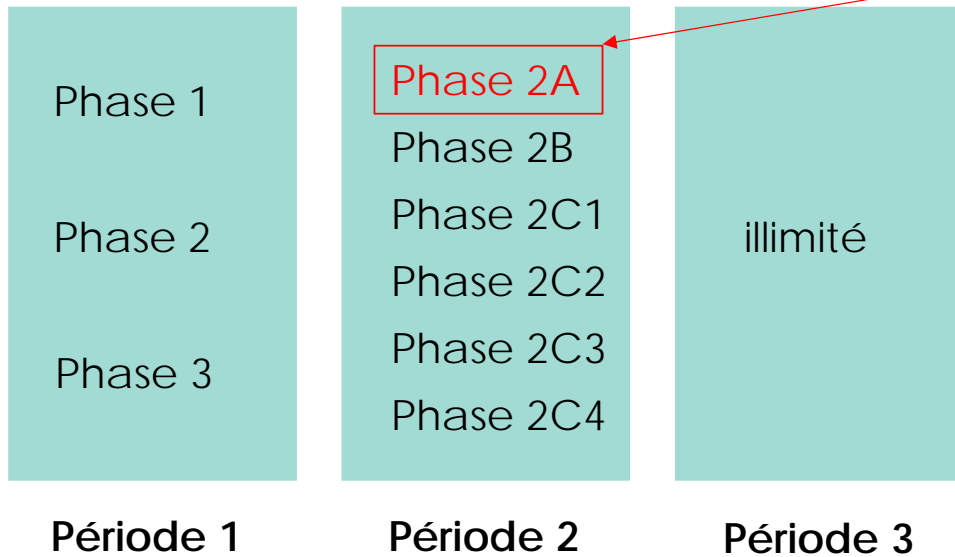 Phase 1
Phase 2
Phase 3
Période 1
Phase 2A
Phase 2B
Phase 2C1
Phase 2C2
Phase 2C3
Phase 2C4
Période 2
illimité
Période 3